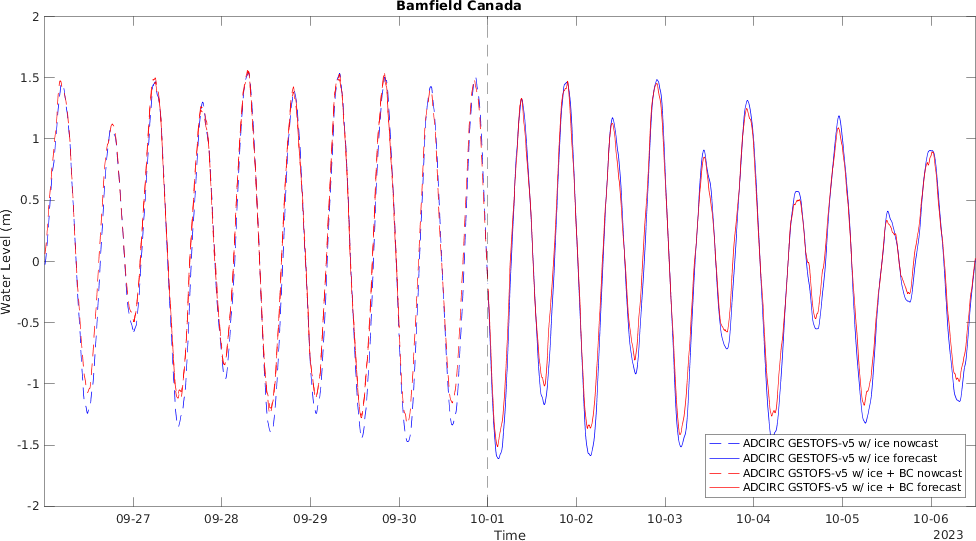 Bamfield Canada
2
1.5
1
0.5
0
-0.5
-1
-1.5
-2
Water Level (m)
ADCIRC GESTOFS-v5 w/ ice nowcast
ADCIRC GESTOFS-v5 w/ ice forecast
ADCIRC GSTOFS-v5 w/ ice + BC nowcast
ADCIRC GSTOFS-v5 w/ ice + BC forecast
09-27 09-28 09-29 09-30 10-01 10-02 10-03 10-04 10-05 10-06
Time
2023